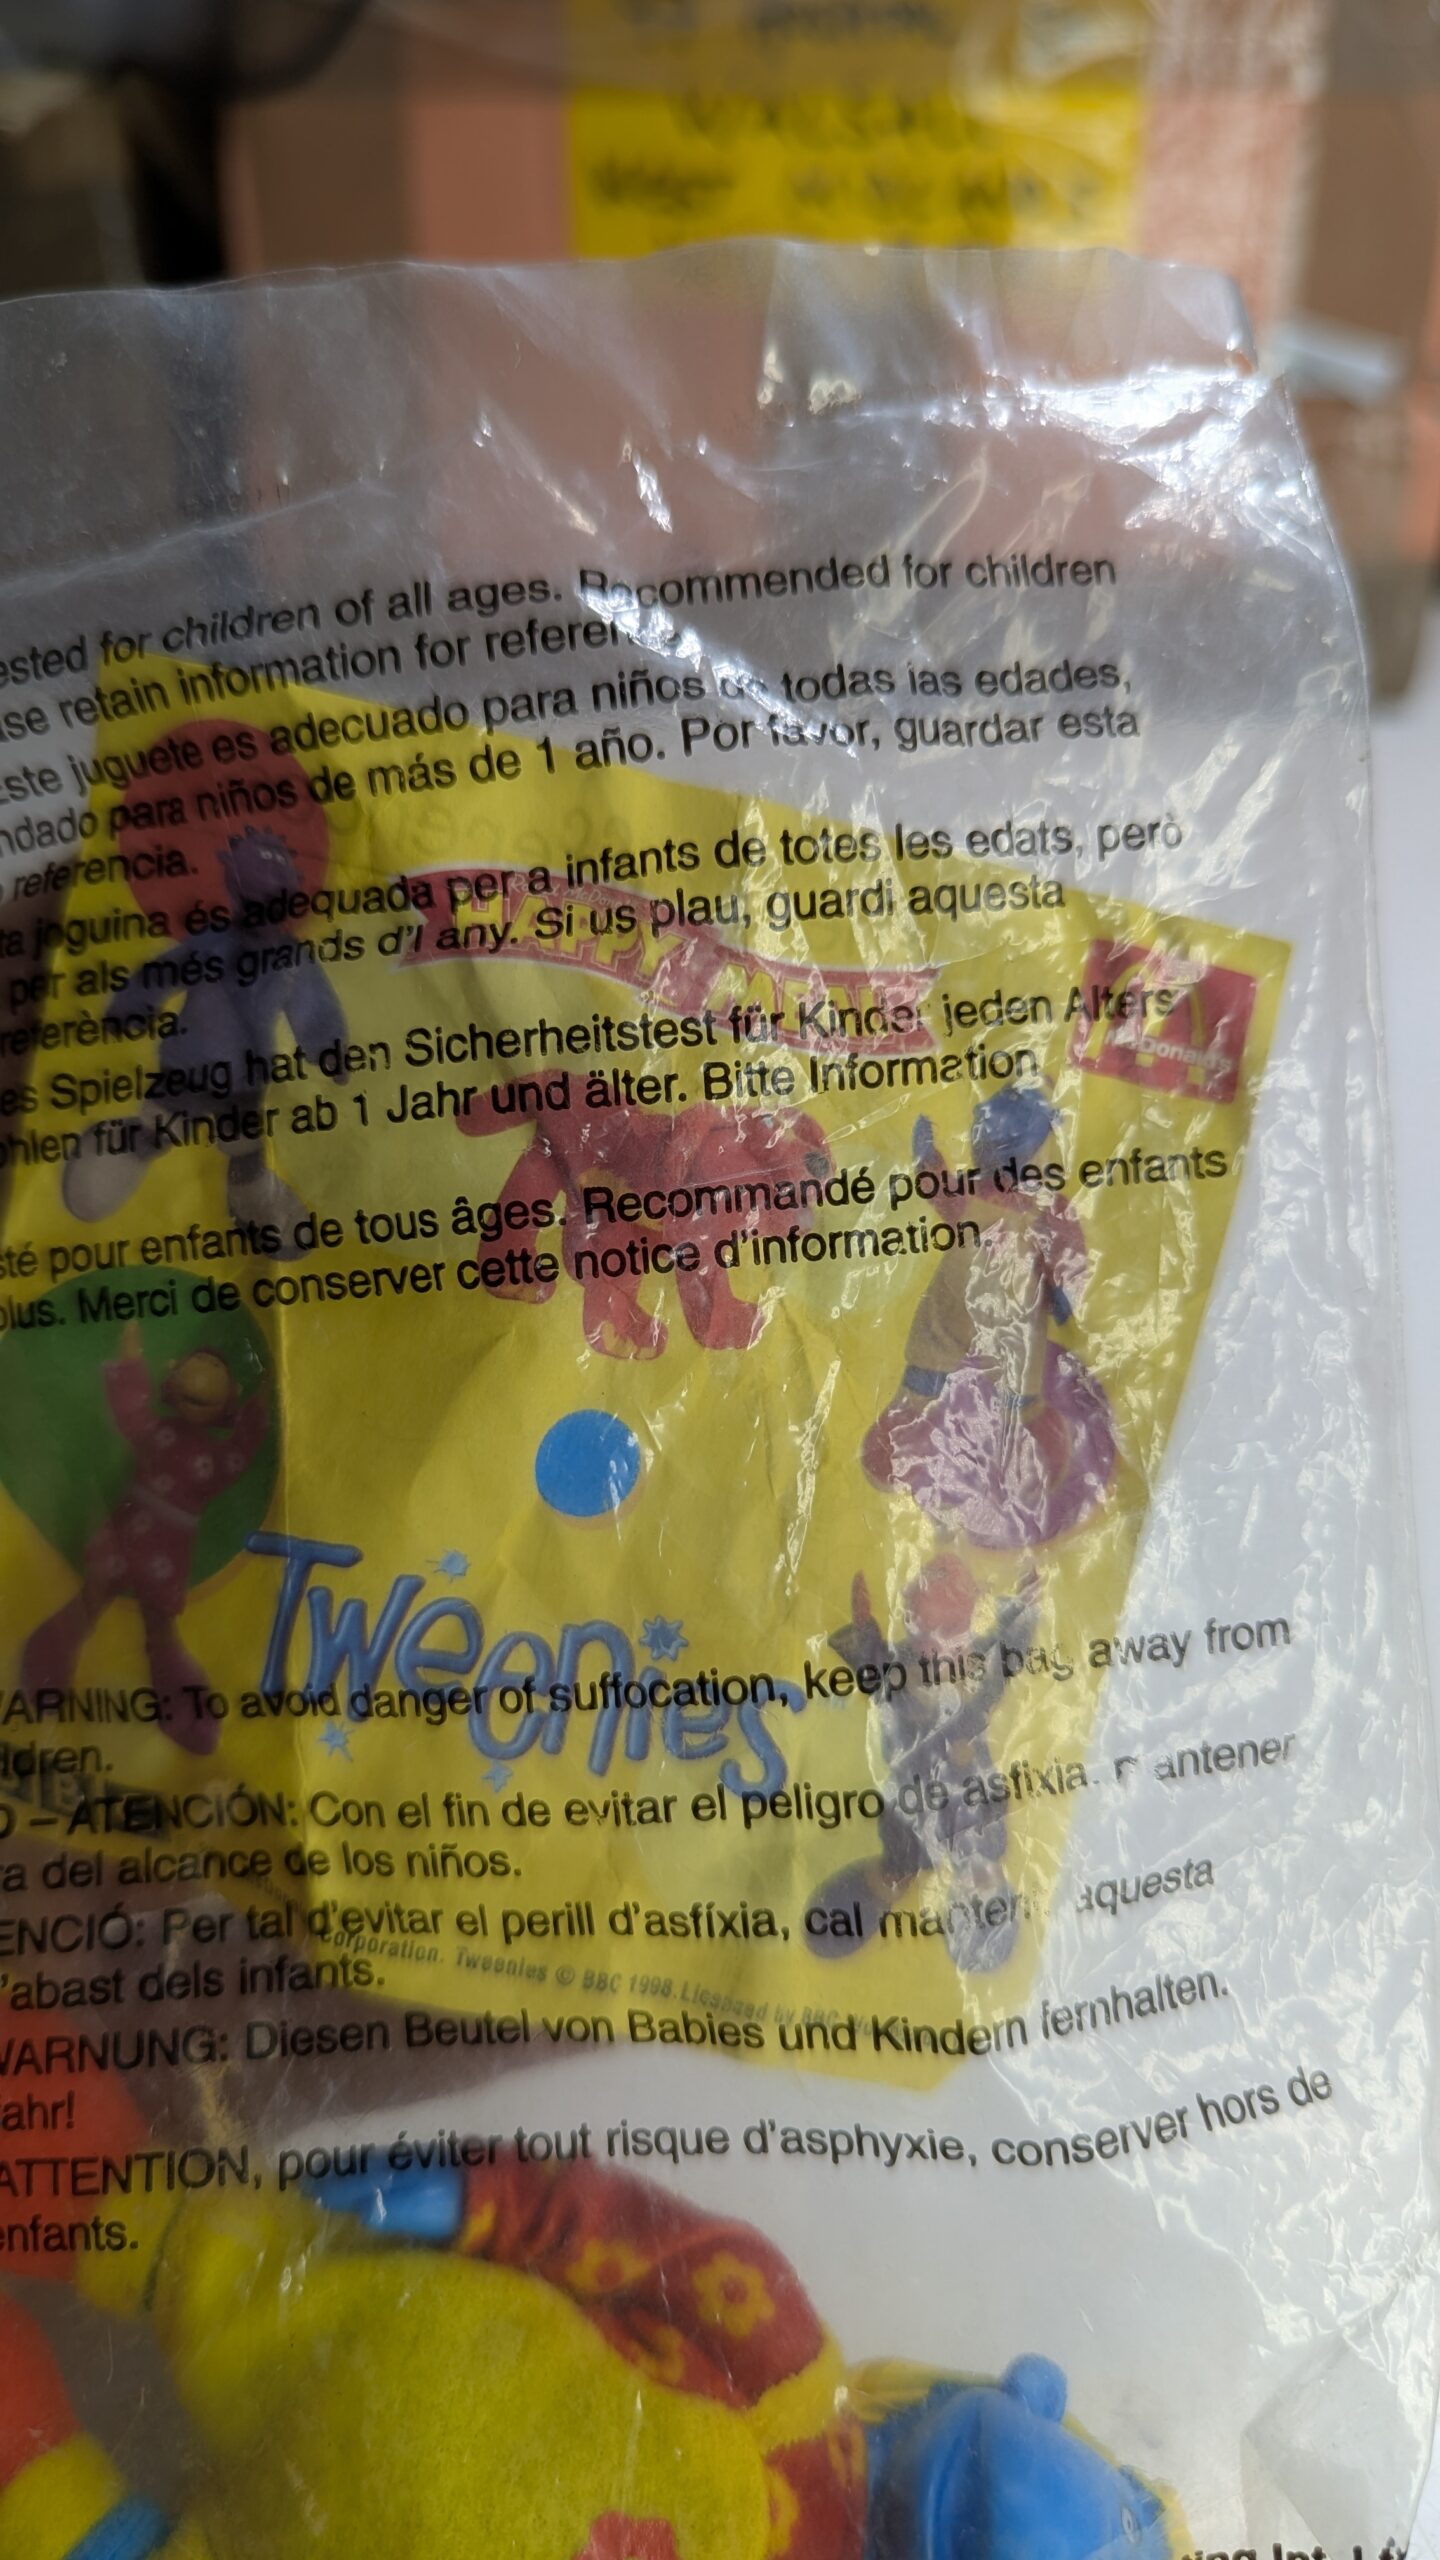 ested for children of all ages. Recommended for children
se retain information for
Este juguete es adecuado para niños de todas las edades,
ndado para niños de más de 1 año. Por favor, guardar esta
referencia.
ta joguina és adequada per a infants de totes les edats, però
per als més grands d'1 any. Si us plau, guardi aquesta
referència.
es Spielzeug hat den Sicherheitstest für Kinder jeden Alters
ohlen für Kinder ab 1 Jahr und älter. Bitte Information
sté pour enfants de tous âges. Recommandé pour des enfants
plus. Merci de conserver cette notice d'information.
HAPPY MEAL
McDonald's
Tweenies
ARNING: To avoid danger of suffocation, keep this bag away from
ldren.
O – ATENCIÓN: Con el fin de evitar el peligro de asfixia. mantener
a del alcance de los niños.
ENCIÓ: Per tal d'evitar el perill d'asfíxia, cal mantenir aquesta
l'abast dels infants.
WARNUNG: Diesen Beutel von Babies und Kindern fernhalten.
fahr!
ATTENTION, pour éviter tout risque d'asphyxie, conserver hors de
enfants.
Corporation. Tweenies © BBC 1998. Licensed by BBC